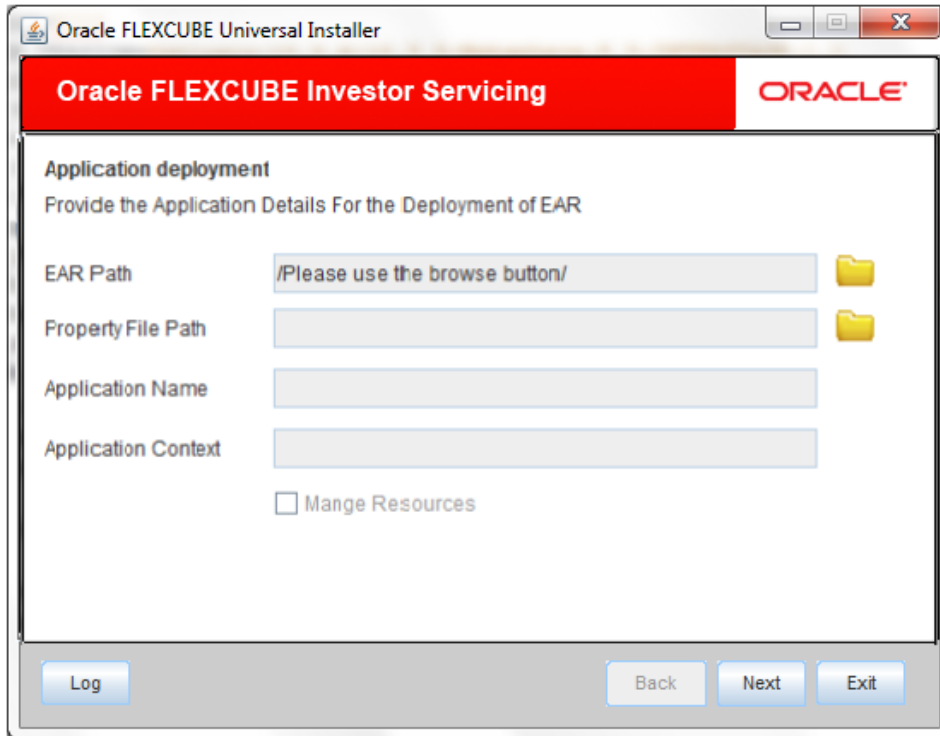 Oracle FLEXCUBE Universal Installer
Oracle FLEXCUBE Investor Servicing
ORACLE
Application deployment
Provide the Application Details For the Deployment of EAR
EAR Path
/Please use the browse button/
Property File Path
Application Name
Application Context
Mange Resources
Log
Back
Next
Exit